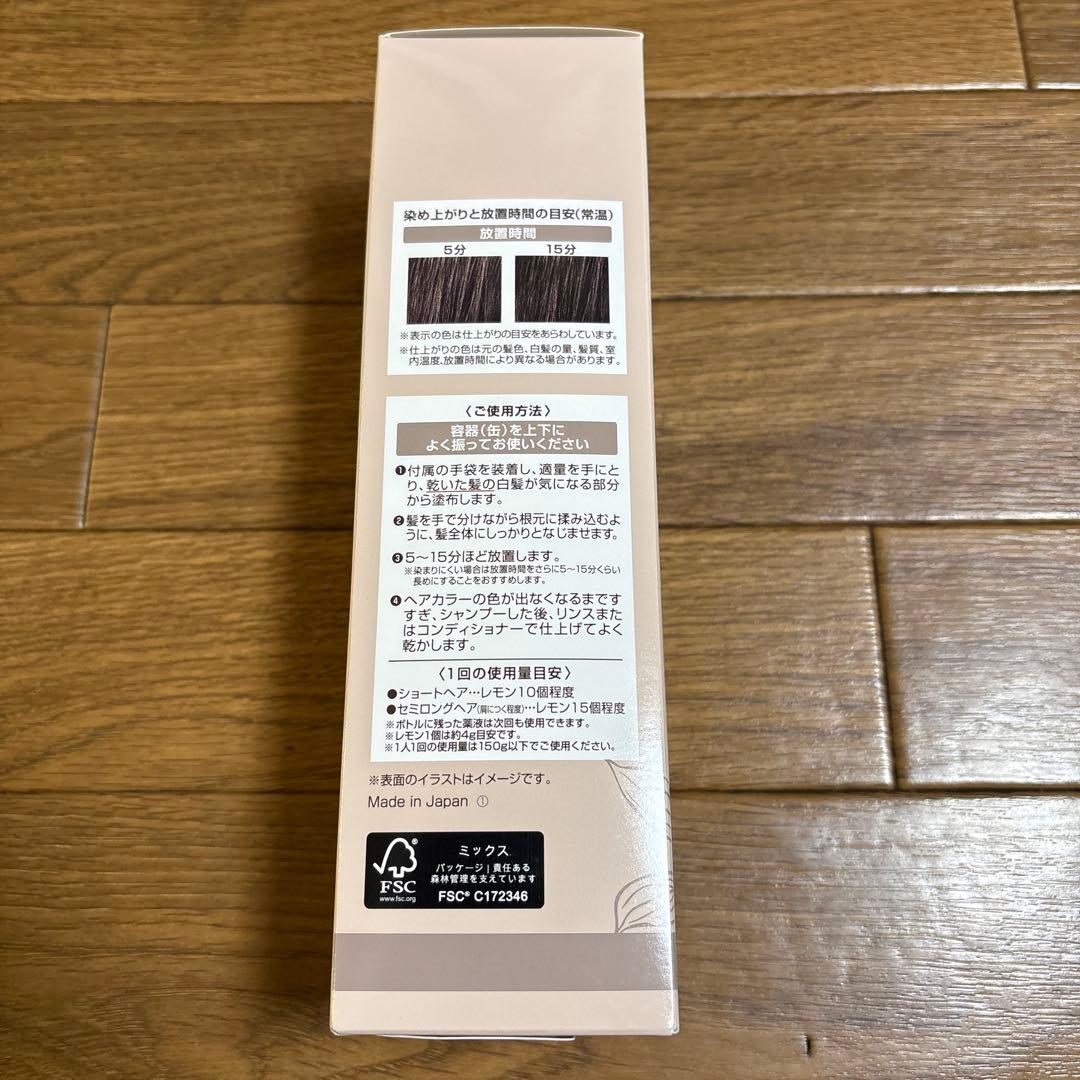 染め上がりと放置時間の目安(常温)
放置時間
5分 15分
※表示の色は仕上がりの目安をあらわしています。
※仕上がりの色は元の髪色、白髪の量、髪質、室
内温度、放置時間により異なる場合があります。
〈ご使用方法〉
容器(缶)を上下に
よく振ってお使いください
❶付属の手袋を装着し、適量を手にと
り、乾いた髪の白髪が気になる部分
から塗布します。
❷髪を手で分けながら根元に揉み込むよ
うに、髪全体にしっかりとなじませます。
❸5〜15分ほど放置します。
※染まりにくい場合は放置時間をさらに5〜15分くらい
長めにすることをおすすめします。
❹ヘアカラーの色が出なくなるまです
すぎ、シャンプーした後、リンスまた
はコンディショナーで仕上げてよく
乾かします。
〈1回の使用量目安〉
●ショートヘア…レモン10個程度
●セミロングヘア(肩につく程度)…レモン15個程度
※ボトルに残った薬液は次回も使用できます。
※レモン1個は約4g目安です。
※1人1回の使用量は150g以下でご使用ください。
※表面のイラストはイメージです。
Made in Japan ①
ミックス
パッケージ|責任ある
森林管理を支えています
FSC® C172346
®
FSC
www.fsc.org